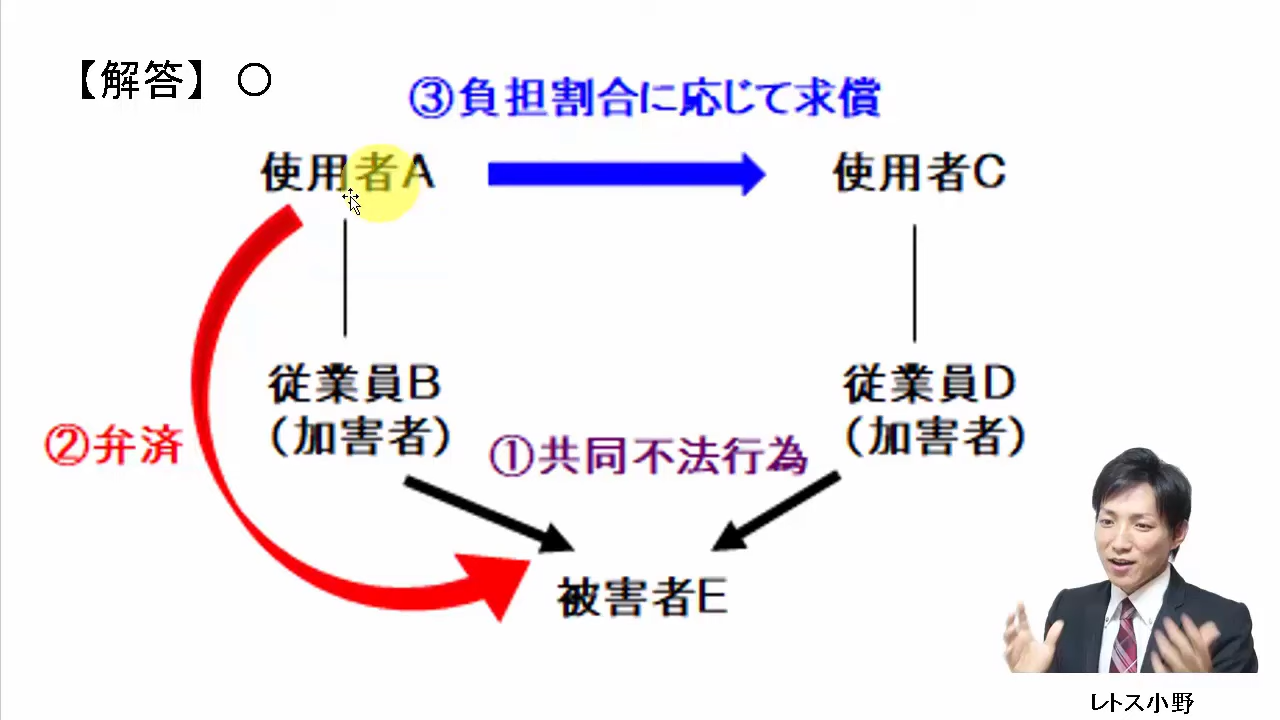 【解答】 〇
③負担割合に応じて求償
使用者A
使用者C
従業員B
（加害者）
従業員D
（加害者）
②弁済
①共同不法行為
被害者E
レトス小野